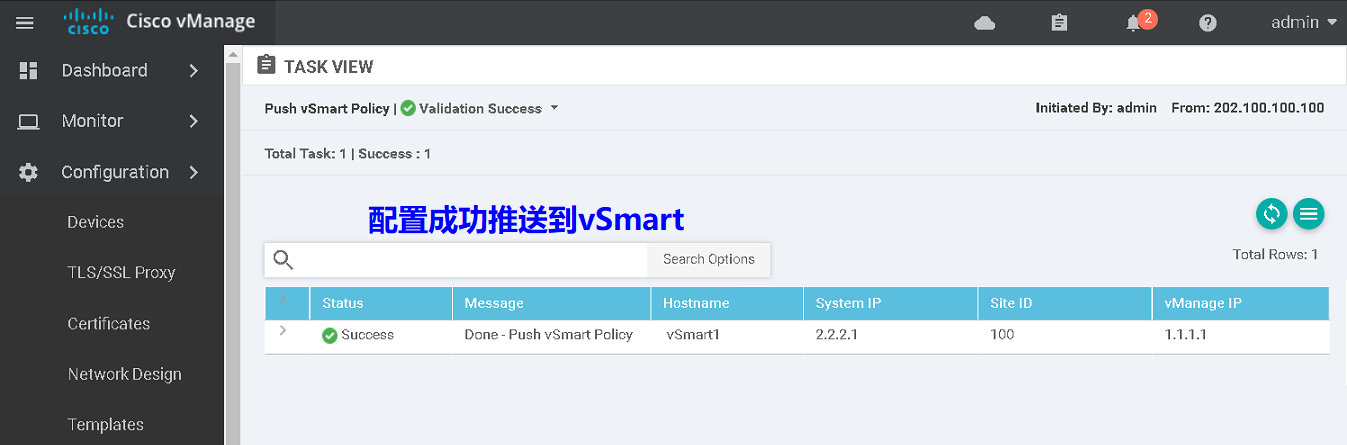 CISCO Cisco vManage
2
admin
Dashboard
TASK VIEW
Push vSmart Policy | Validation Success
Initiated By: admin From: 202.100.100.100
Monitor
Total Task: 1 | Success : 1
Configuration
配置成功推送到vSmart
Devices
Search Options
Total Rows: 1
TLS/SSL Proxy
Status Message Hostname System IP Site ID vManage IP
Success Done - Push vSmart Policy vSmart1 2.2.2.1 100 1.1.1.1
Certificates
Network Design
Templates